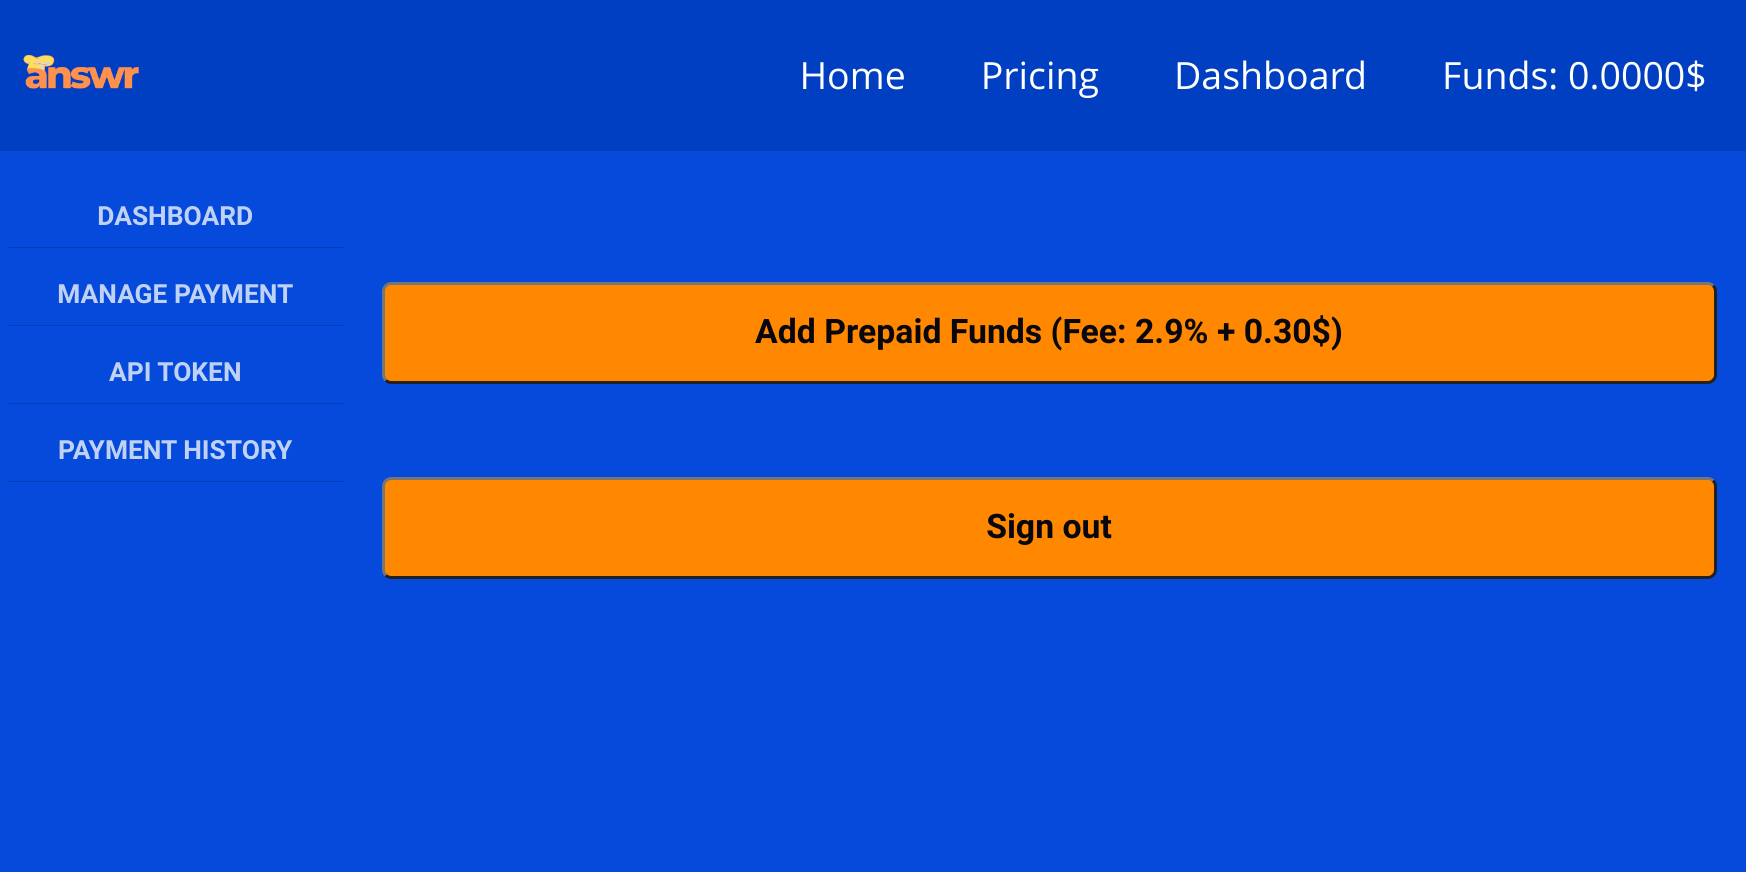 answr
Home Pricing Dashboard Funds: 0.0000$
DASHBOARD
MANAGE PAYMENT
API TOKEN
PAYMENT HISTORY
Add Prepaid Funds (Fee: 2.9% + 0.30$)
Sign out